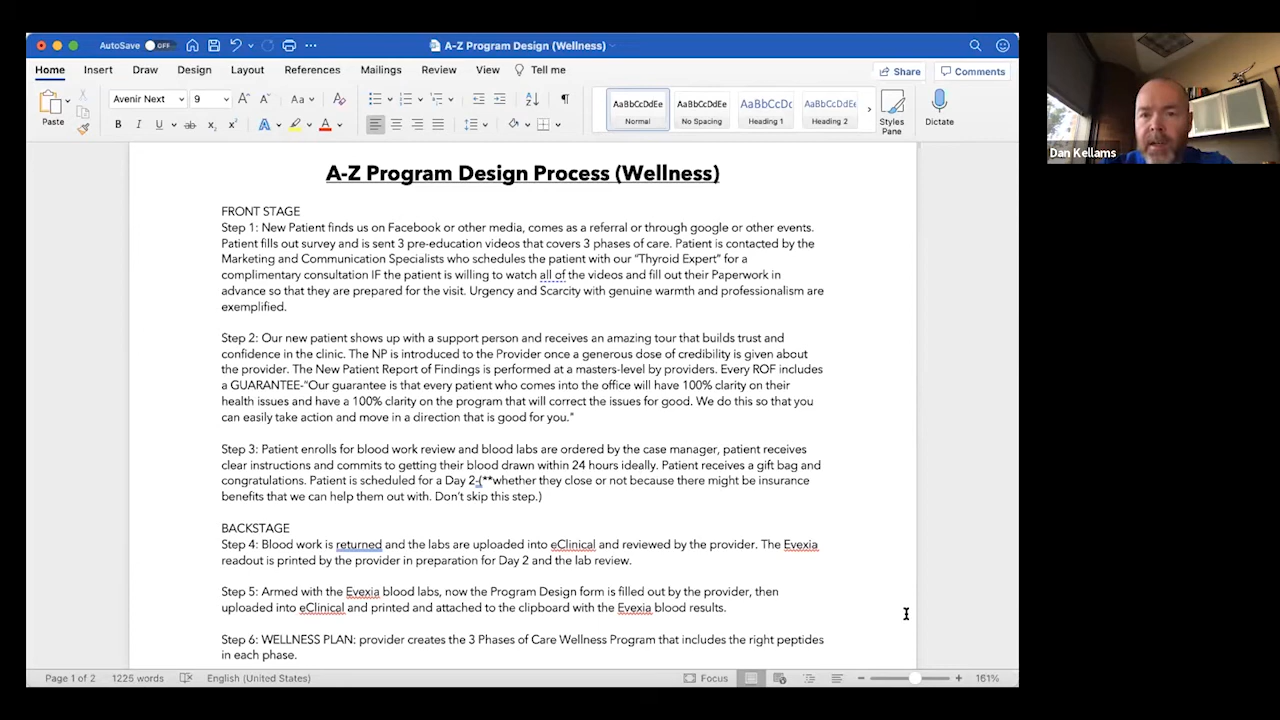 AutoSave OFF
A-Z Program Design (Wellness)
Home Insert Draw Design Layout References Mailings Review View Tell me
Share Comments
Paste
Avenir Next 9
AaBbCcDdEe AaBbCcDdEe AaBbCcDc AaBbCcDdEe
Normal No Spacing Heading 1 Heading 2
Styles Pane
Dictate
Dan Kellams
A-Z Program Design Process (Wellness)
FRONT STAGE
Step 1: New Patient finds us on Facebook or other media, comes as a referral or through google or other events.
Patient fills out survey and is sent 3 pre-education videos that covers 3 phases of care. Patient is contacted by the
Marketing and Communication Specialists who schedules the patient with our "Thyroid Expert" for a
complimentary consultation IF the patient is willing to watch all of the videos and fill out their Paperwork in
advance so that they are prepared for the visit. Urgency and Scarcity with genuine warmth and professionalism are
exemplified.
Step 2: Our new patient shows up with a support person and receives an amazing tour that builds trust and
confidence in the clinic. The NP is introduced to the Provider once a generous dose of credibility is given about
the provider. The New Patient Report of Findings is performed at a masters-level by providers. Every ROF includes
a GUARANTEE-"Our guarantee is that every patient who comes into the office will have 100% clarity on their
health issues and have a 100% clarity on the program that will correct the issues for good. We do this so that you
can easily take action and move in a direction that is good for you."
Step 3: Patient enrolls for blood work review and blood labs are ordered by the case manager, patient receives
clear instructions and commits to getting their blood drawn within 24 hours ideally. Patient receives a gift bag and
congratulations. Patient is scheduled for a Day 2-(**whether they close or not because there might be insurance
benefits that we can help them out with. Don't skip this step.)
BACKSTAGE
Step 4: Blood work is returned and the labs are uploaded into eClinical and reviewed by the provider. The Evexia
readout is printed by the provider in preparation for Day 2 and the lab review.
Step 5: Armed with the Evexia blood labs, now the Program Design form is filled out by the provider, then
uploaded into eClinical and printed and attached to the clipboard with the Evexia blood results.
Step 6: WELLNESS PLAN: provider creates the 3 Phases of Care Wellness Program that includes the right peptides
in each phase.
Page 1 of 2 1225 words English (United States) Focus 161%